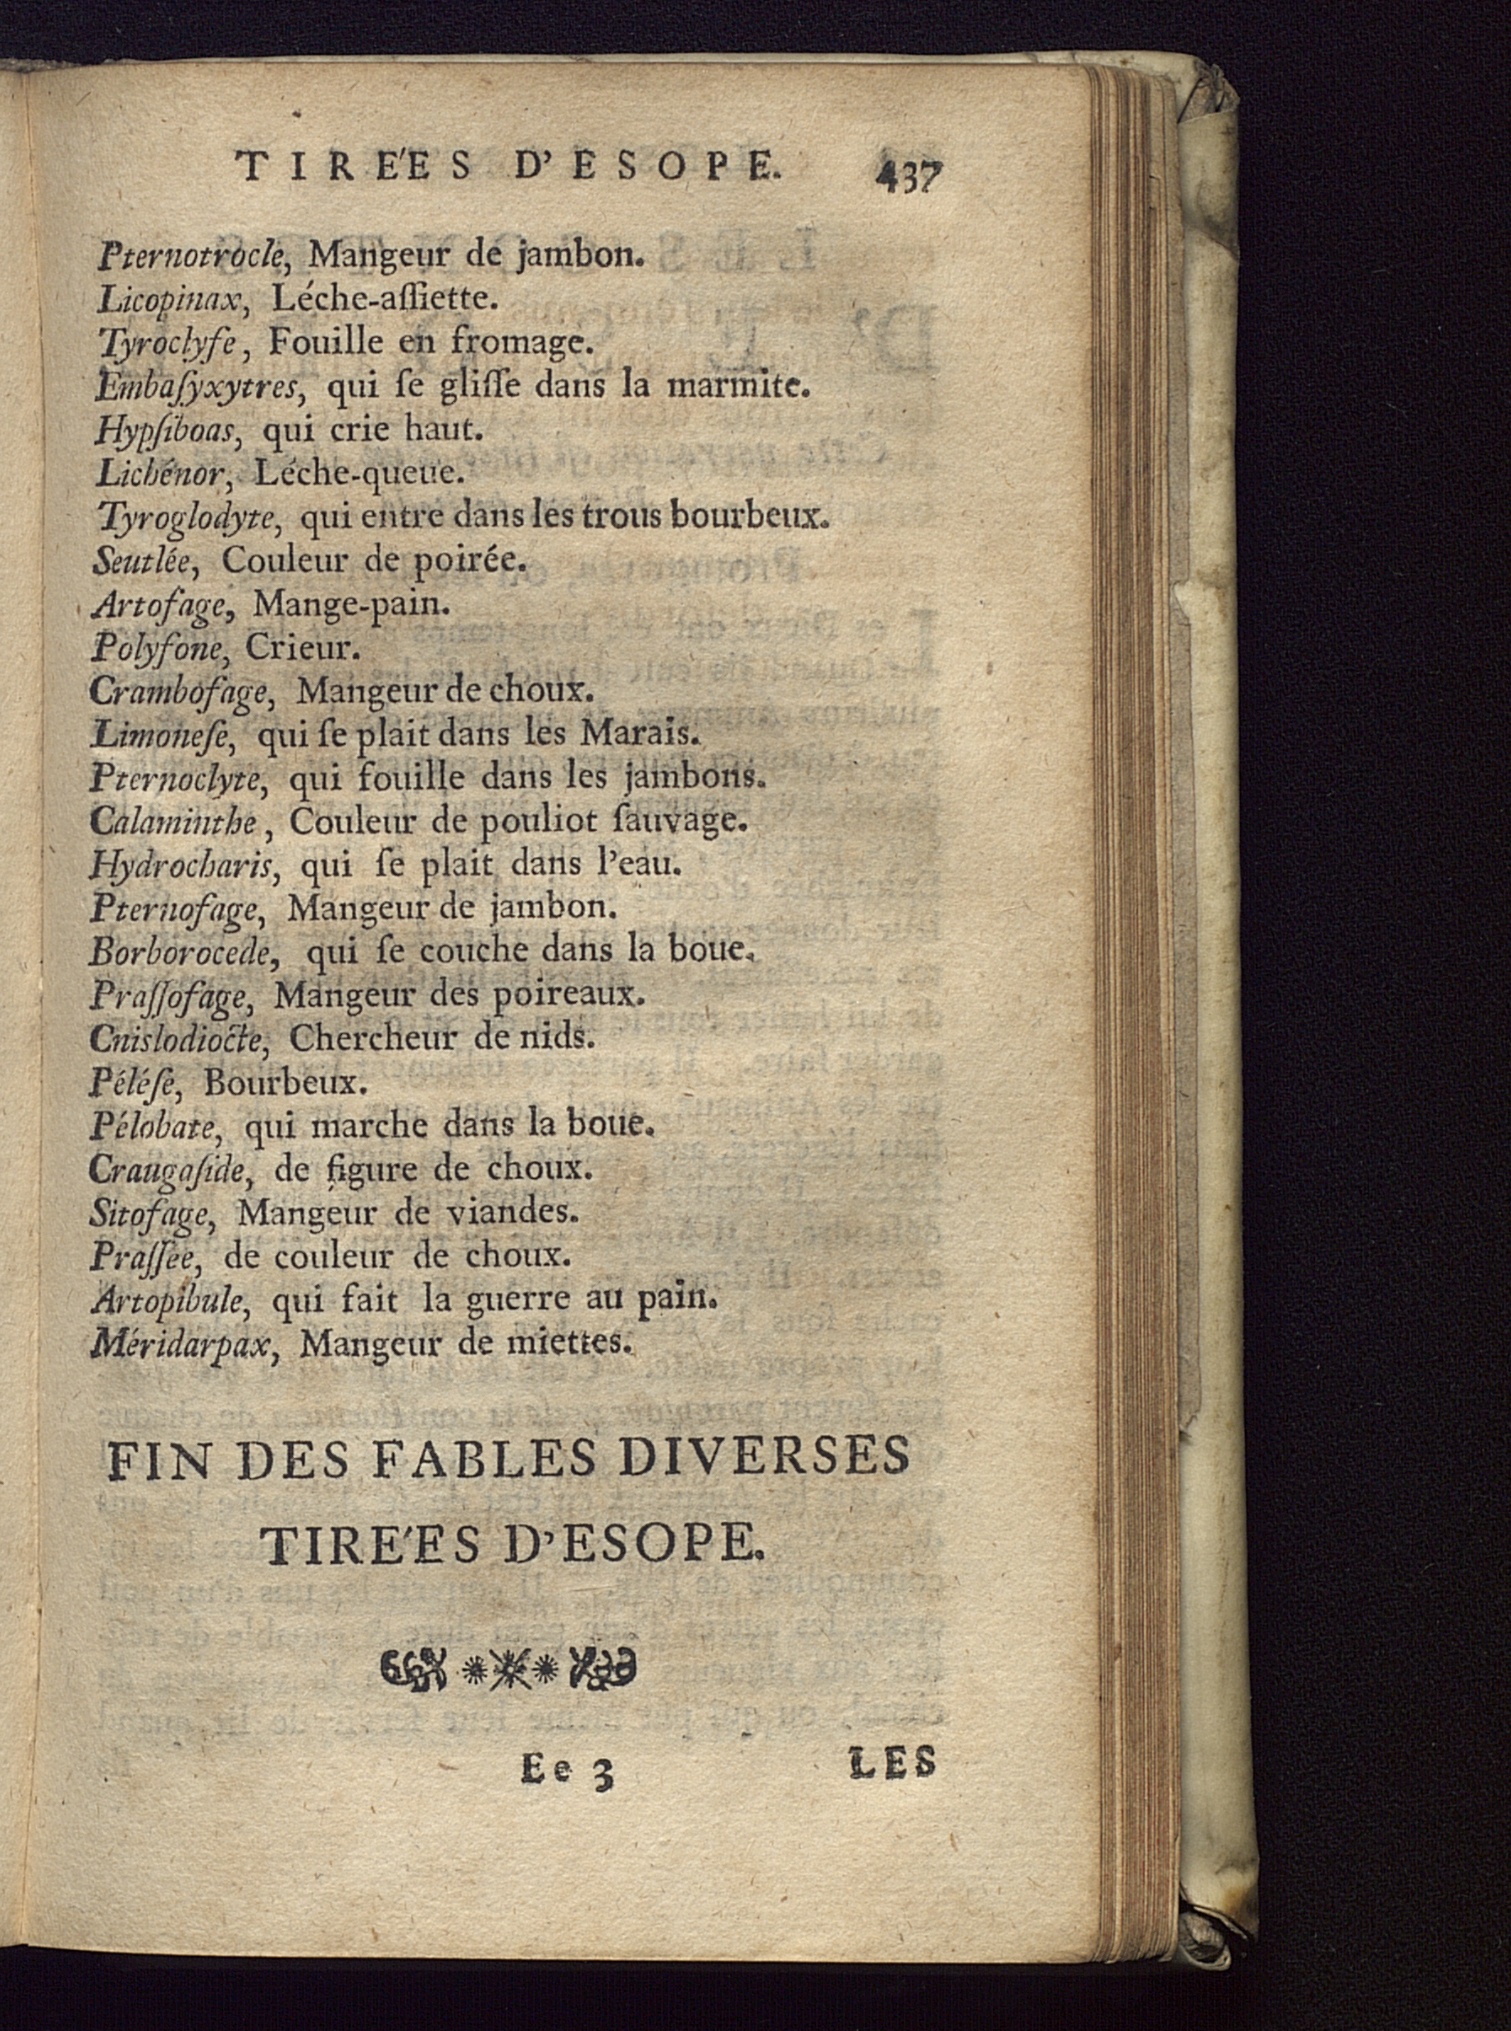 TIRE'ES D'ESOPE. 437
Pternotrocle, Mangeur de jambon.
Licopinax, Léche-aſſiette.
Tyroclyfe, Fouille en fromage.
Embaſyxytres, qui ſe gliſſe dans la marmite.
Hypſiboas, qui crie haut.
Lichénor, Léche-queue.
Tyroglodyte, qui entre dans les trous bourbeux.
Seutlée, Couleur de poirée.
Artofage, Mange-pain.
Polyfone, Crieur.
Crambofage, Mangeur de choux.
Limoneſe, qui ſe plait dans les Marais.
Pternoclyte, qui fouille dans les jambons.
Calaminthe, Couleur de pouliot ſauvage.
Hydrocharis, qui ſe plait dans l'eau.
Pternofage, Mangeur de jambon.
Borborocede, qui ſe couche dans la boue.
Praſſofage, Mangeur des poireaux.
Cnislodiocte, Chercheur de nids.
Péléſe, Bourbeux.
Pélobate, qui marche dans la boue.
Craugaſide, de figure de choux.
Sitofage, Mangeur de viandes.
Praſſée, de couleur de choux.
Artopibule, qui fait la guerre au pain.
Méridarpax, Mangeur de miettes.
FIN DES FABLES DIVERSES
TIRE'ES D'ESOPE.
Ee 3 LES